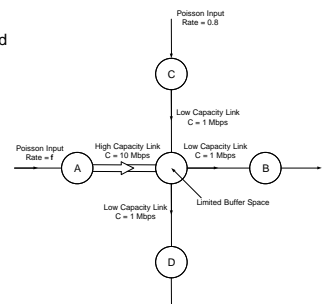 Poisson Input
Rate = 0.8
d
C
Low Capacity Link
C = 1 Mbps
High Capacity Link
C = 10 Mbps
Low Capacity Link
C = 1 Mbps
Poisson Input
Rate = f
A
B
Limited Buffer Space
Low Capacity Link
C = 1 Mbps
D